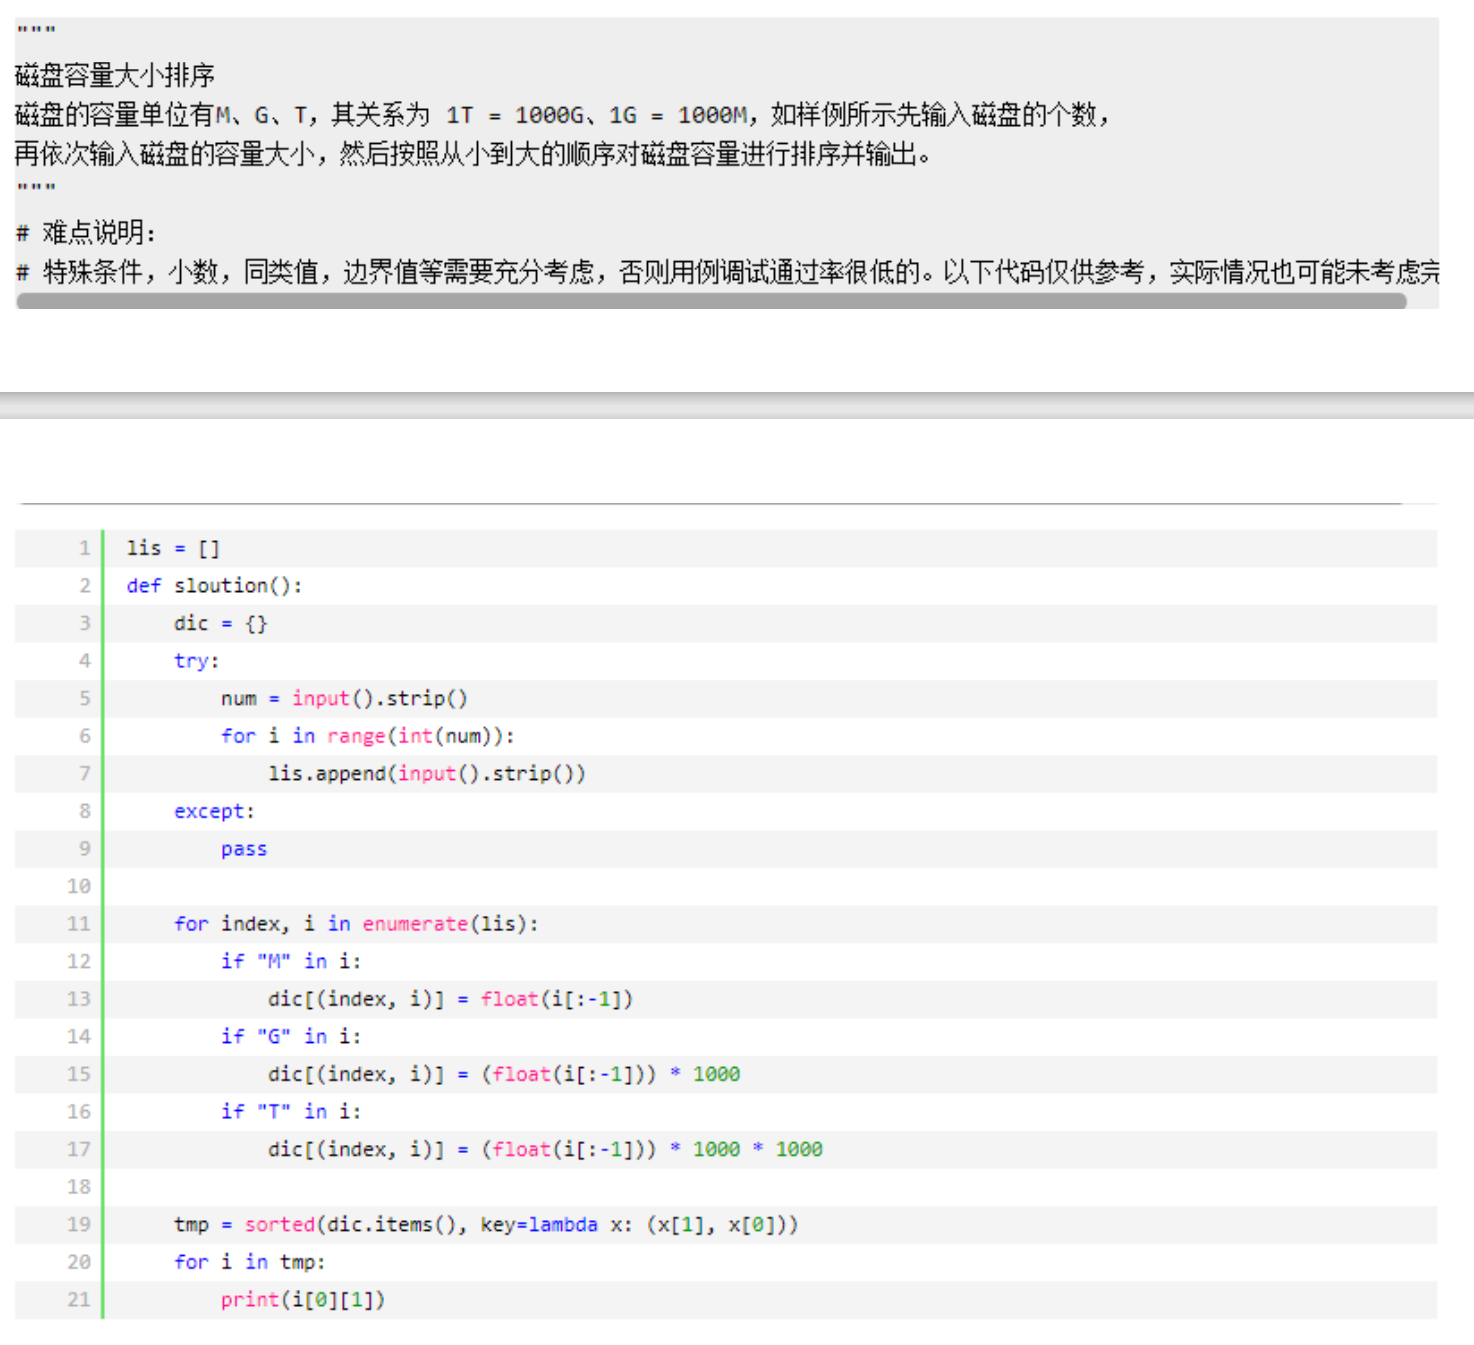 """
磁盘容量大小排序
磁盘的容量单位有M、G、T，其关系为 1T = 1000G、1G = 1000M，如样例所示先输入磁盘的个数，
再依次输入磁盘的容量大小，然后按照从小到大的顺序对磁盘容量进行排序并输出。
"""
# 难点说明：
# 特殊条件，小数，同类值，边界值等需要充分考虑，否则用例调试通过率很低的。以下代码仅供参考，实际情况也可能未考虑完
1 lis = []
2 def sloution():
3     dic = {}
4     try:
5         num = input().strip()
6         for i in range(int(num)):
7             lis.append(input().strip())
8     except:
9         pass
10
11     for index, i in enumerate(lis):
12         if "M" in i:
13             dic[(index, i)] = float(i[:-1])
14         if "G" in i:
15             dic[(index, i)] = (float(i[:-1])) * 1000
16         if "T" in i:
17             dic[(index, i)] = (float(i[:-1])) * 1000 * 1000
18
19     tmp = sorted(dic.items(), key=lambda x: (x[1], x[0]))
20     for i in tmp:
21         print(i[0][1])